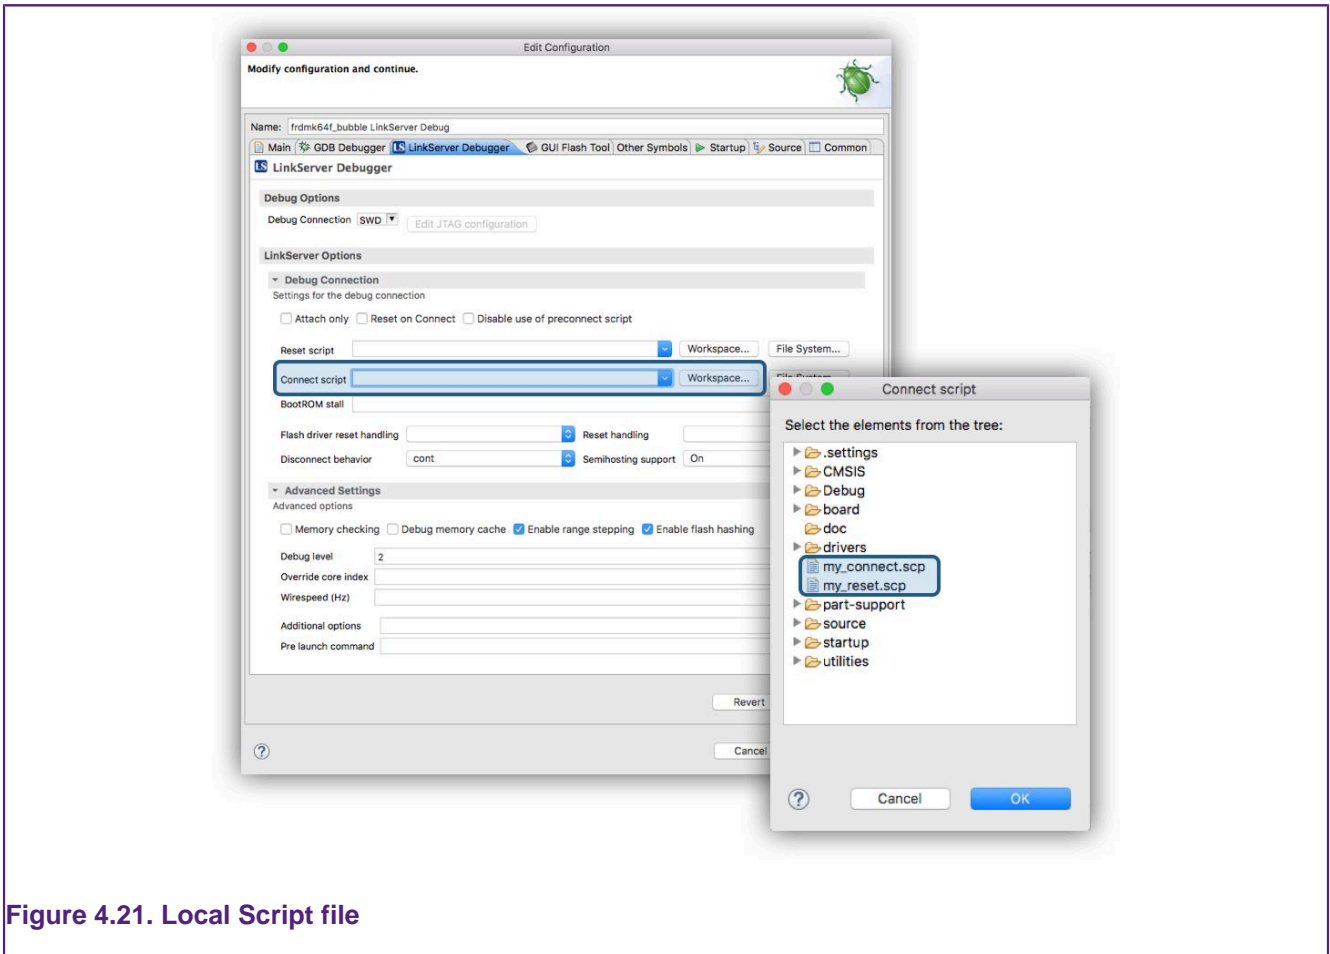 Edit Configuration
Modify configuration and continue.
Name: frdmk64f_bubble LinkServer Debug
Main GDB Debugger LS LinkServer Debugger GUI Flash Tool Other Symbols Startup Source Common
LS LinkServer Debugger
Debug Options
Debug Connection SWD Edit JTAG configuration
LinkServer Options
Debug Connection
Settings for the debug connection
Attach only Reset on Connect Disable use of preconnect script
Reset script Workspace... File System...
Connect script Workspace... File System...
BootROM stall
Flash driver reset handling Reset handling
Disconnect behavior cont Semihosting support On
Advanced Settings
Advanced options
Memory checking Debug memory cache Enable range stepping Enable flash hashing
Debug level 2
Override core index
Wirespeed (Hz)
Additional options
Pre launch command
Revert
? Cancel
Connect script
Select the elements from the tree:
.settings
CMSIS
Debug
board
doc
drivers
my_connect.scp
my_reset.scp
part-support
source
startup
utilities
? Cancel OK
Figure 4.21. Local Script file